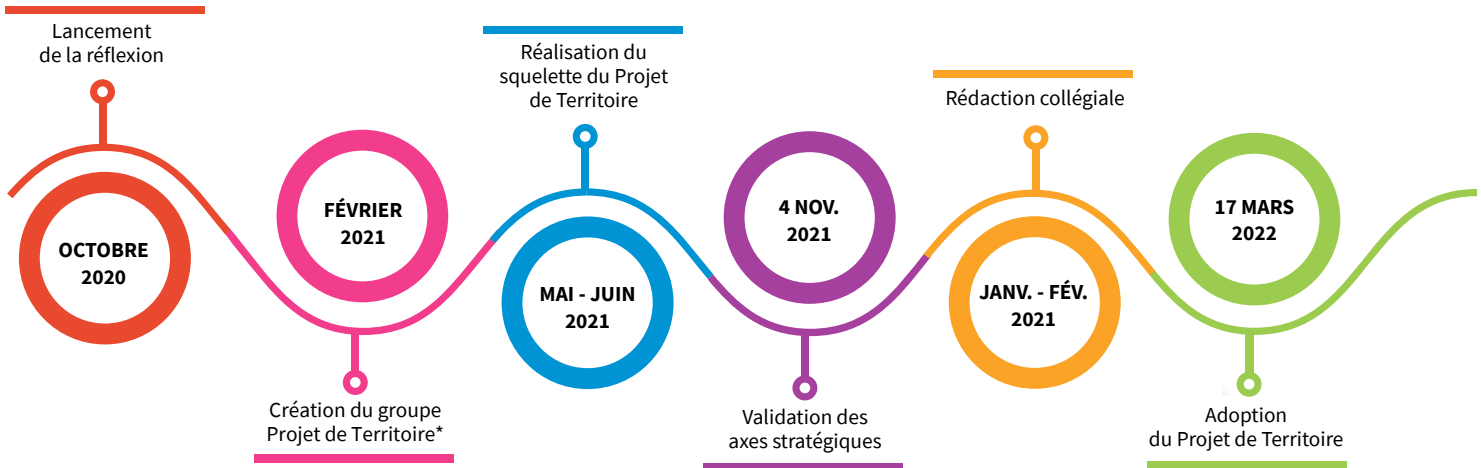 Lancement
de la réflexion
OCTOBRE
2020
FÉVRIER
2021
Création du groupe
Projet de Territoire*
Réalisation du
squelette du Projet
de Territoire
MAI - JUIN
2021
4 NOV.
2021
Validation des
axes stratégiques
Rédaction collégiale
JANV. - FÉV.
2021
17 MARS
2022
Adoption
du Projet de Territoire